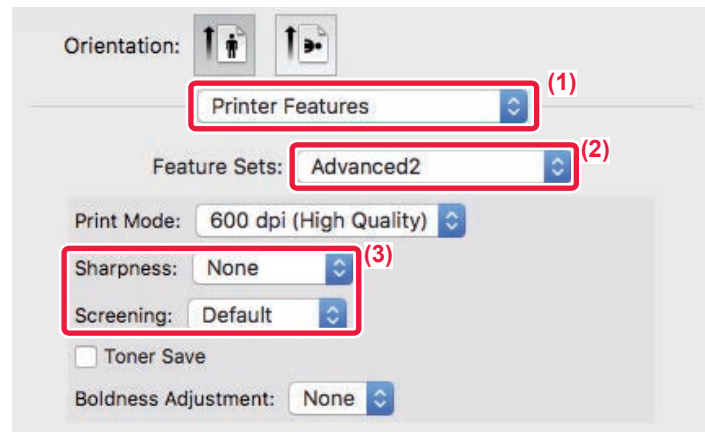 Orientation:
(1)
Printer Features
(2)
Feature Sets: Advanced2
Print Mode: 600 dpi (High Quality)
(3)
Sharpness: None
Screening: Default
Toner Save
Boldness Adjustment: None